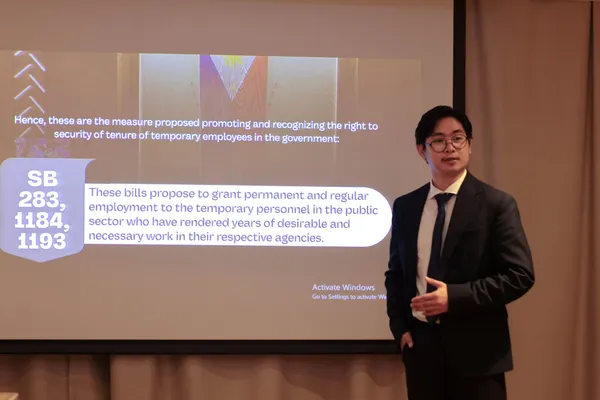 Hence, these are the measure proposed promoting and recognizing the right to
security of tenure of temporary employees in the government:
SB
283,
1184,
1193
These bills propose to grant permanent and regular
employment to the temporary personnel in the public
sector who have rendered years of desirable and
necessary work in their respective agencies.
Activate Windows
Go to Settings to activate